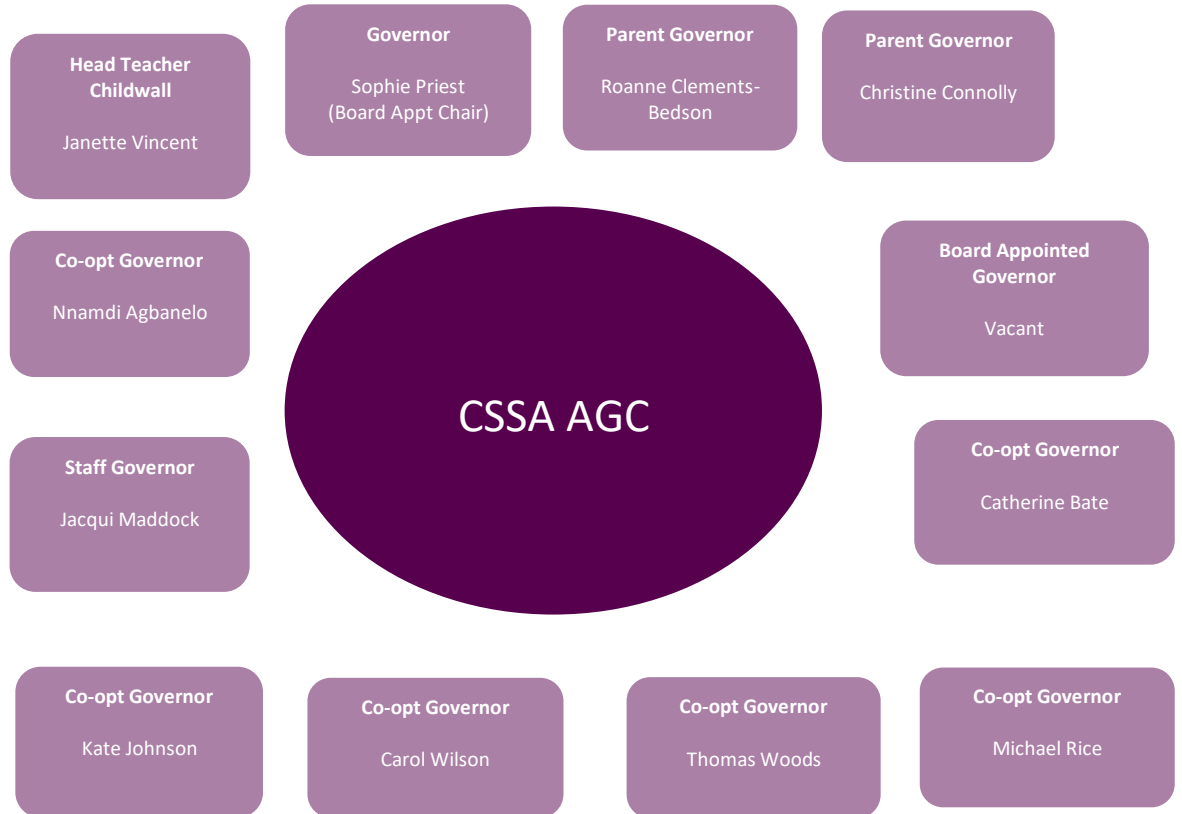 Head Teacher
Childwall
Janette Vincent
Governor
Sophie Priest
(Board Appt Chair)
Parent Governor
Roanne Clements-
Bedson
Parent Governor
Christine Connolly
Co-opt Governor
Nnamdi Agbanelo
Board Appointed
Governor
Vacant
CSSA AGC
Staff Governor
Jacqui Maddock
Co-opt Governor
Catherine Bate
Co-opt Governor
Kate Johnson
Co-opt Governor
Carol Wilson
Co-opt Governor
Thomas Woods
Co-opt Governor
Michael Rice